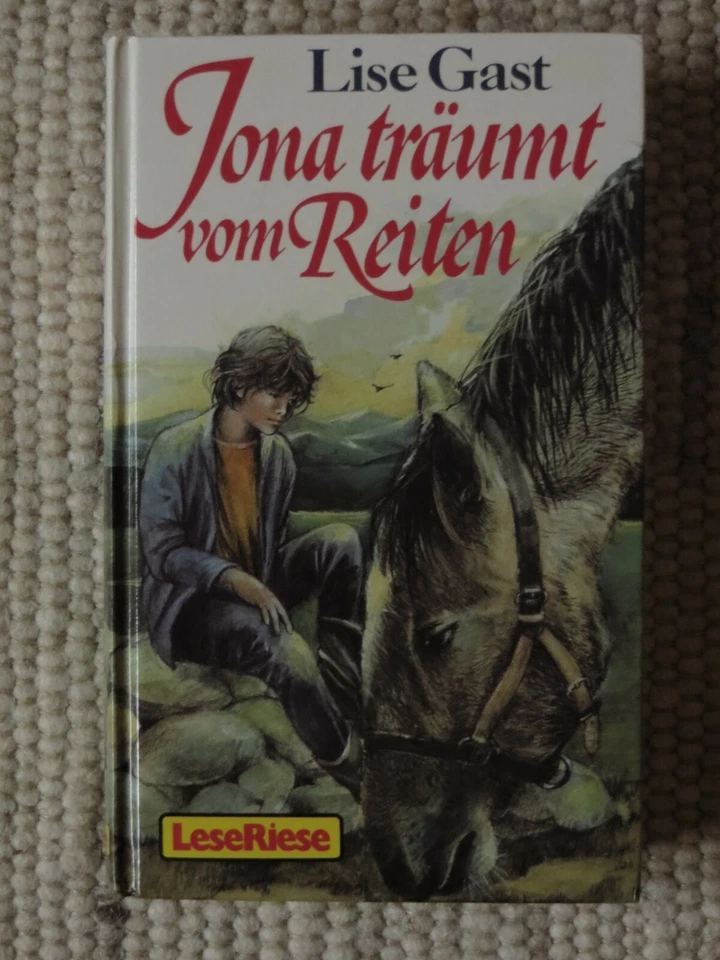 Lise Gast
Jona träumt
vom Reiten
LeseRiese